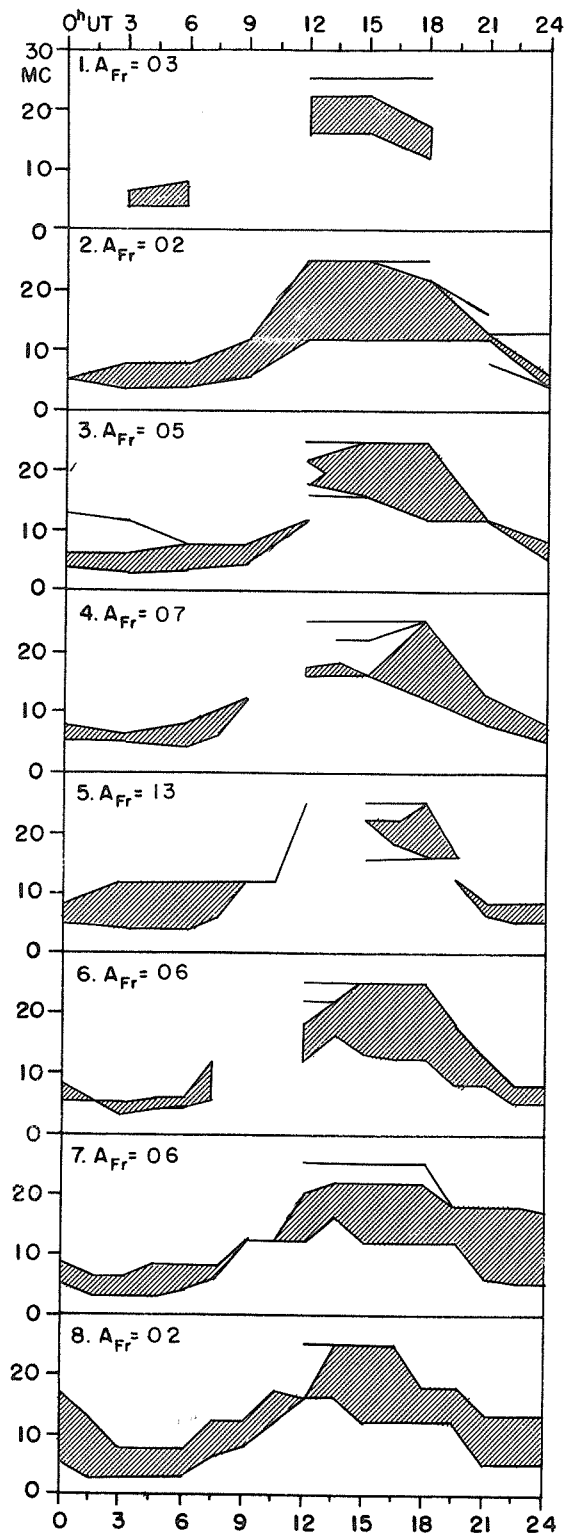 0ʰ UT 3 6 9 12 15 18 21 24
30
MC
1. A_Fr = 03
20
10
0
2. A_Fr = 02
20
10
0
3. A_Fr = 05
20
10
0
4. A_Fr = 07
20
10
0
5. A_Fr = 13
20
10
0
6. A_Fr = 06
20
10
0
7. A_Fr = 06
20
10
0
8. A_Fr = 02
20
10
0
0 3 6 9 12 15 18 21 24